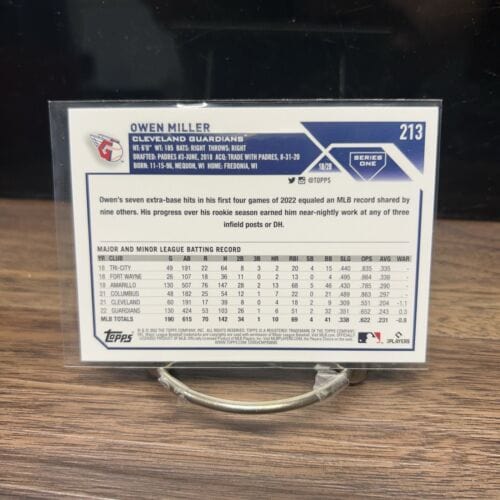 OWEN MILLER
213
CLEVELAND GUARDIANS™
HT: 6'0" WT: 185 BATS: RIGHT THROWS: RIGHT
DRAFTED: PADRES #3-JUNE, 2018 ACQ: TRADE WITH PADRES, 8-31-20
BORN: 11-15-96, MEQUON, WI HOME: FREDONIA, WI
SERIES ONE
@TOPPS
Owen's seven extra-base hits in his first four games of 2022 equaled an MLB record shared by
nine others. His progress over his rookie season earned him near-nightly work at any of three
infield posts or DH.
MAJOR AND MINOR LEAGUE BATTING RECORD
YR CLUB G AB R H 2B 3B HR RBI SB BB SLG OPS AVG WAR
18 TRI-CITY 49 191 22 64 8 3 2 20 4 15 .440 .835 .335
18 FORT WAYNE 26 107 18 36 11 0 2 13 0 4 .495 .864 .336
19 AMARILLO 130 507 76 147 28 2 13 68 5 46 .430 .785 .290
21 COLUMBUS 48 182 25 54 12 1 7 22 0 21 .489 .863 .297
21 CLEVELAND 60 191 17 39 8 0 4 18 2 9 .309 .551 .204 -1.1
22 GUARDIANS 130 424 53 103 26 1 6 51 2 32 .351 .652 .243 0.3
MLB TOTALS 190 615 70 142 34 1 10 69 4 41 .338 .622 .231 -0.8
Topps
PLAYERS